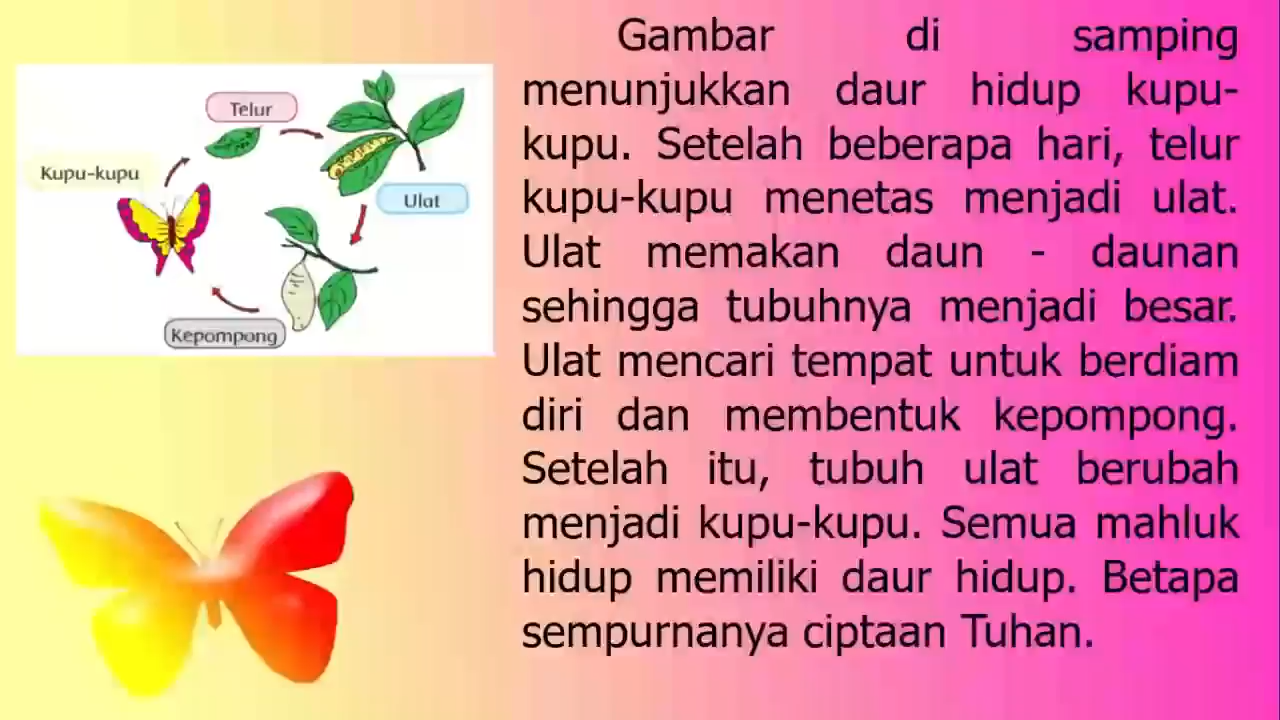 Telur
Kupu-kupu
Ulat
Kepompong
Gambar di samping
menunjukkan daur hidup kupu-
kupu. Setelah beberapa hari, telur
kupu-kupu menetas menjadi ulat.
Ulat memakan daun - daunan
sehingga tubuhnya menjadi besar.
Ulat mencari tempat untuk berdiam
diri dan membentuk kepompong.
Setelah itu, tubuh ulat berubah
menjadi kupu-kupu. Semua mahluk
hidup memiliki daur hidup. Betapa
sempurnanya ciptaan Tuhan.